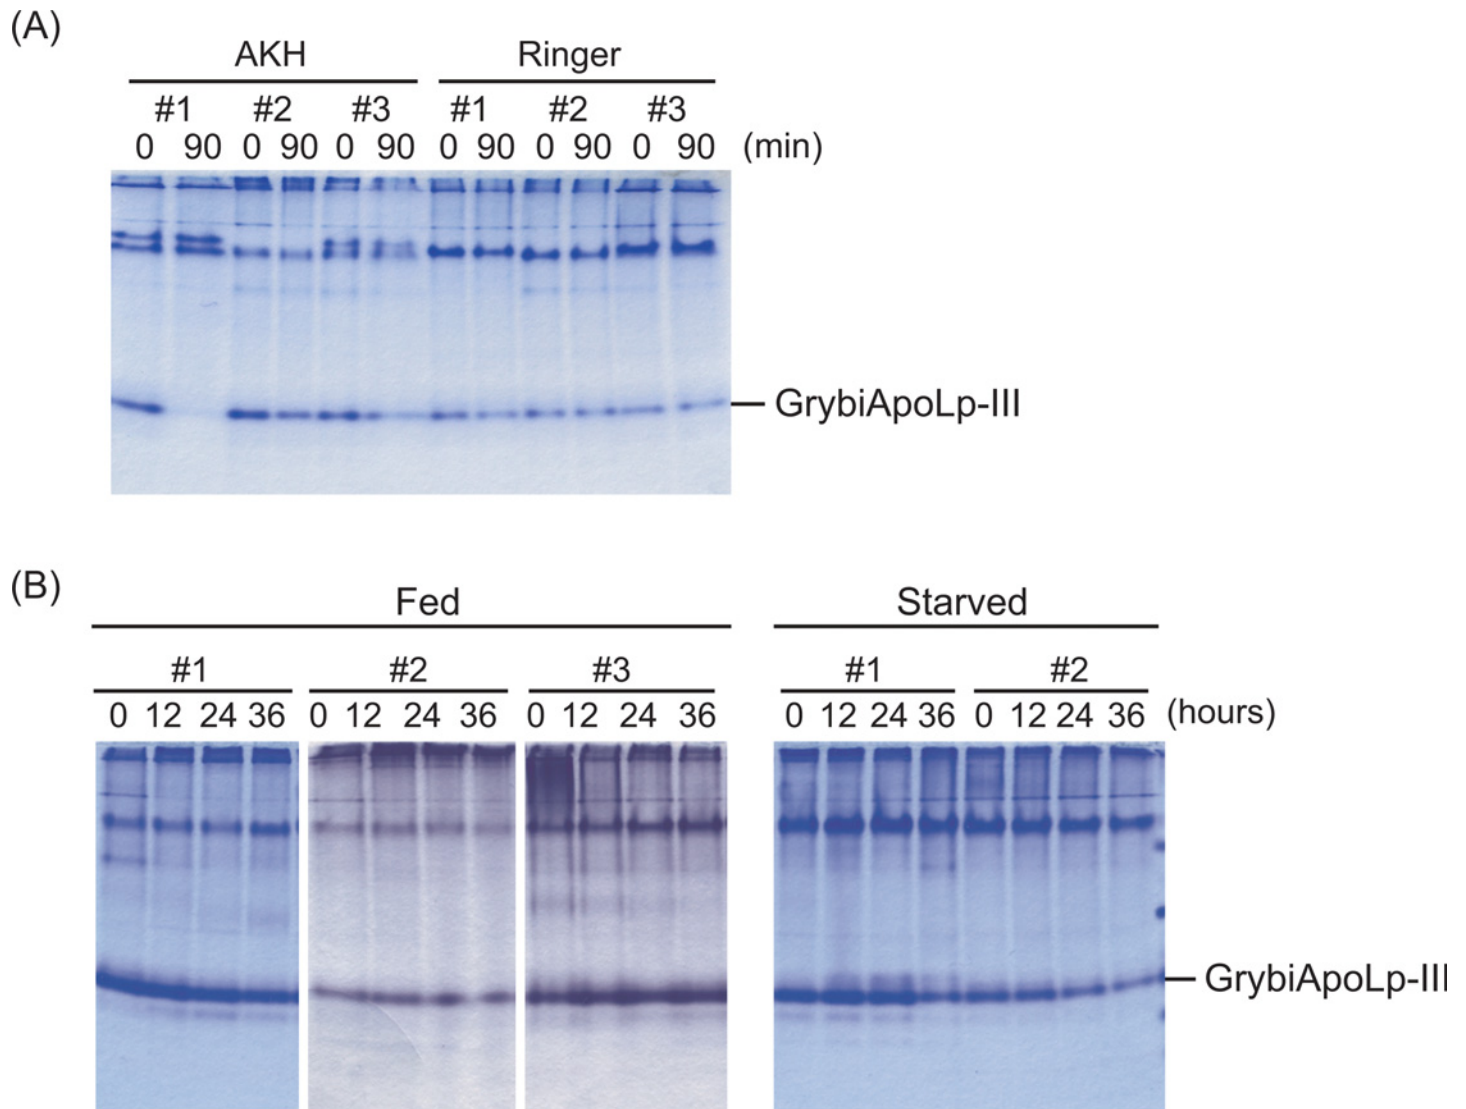 (A)
AKH Ringer
#1 #2 #3 #1 #2 #3
0 90 0 90 0 90 0 90 0 90 0 90 (min)
GrybiApoLp-III
(B)
Fed Starved
#1 #2 #3 #1 #2
0 12 24 36 0 12 24 36 0 12 24 36 0 12 24 36 0 12 24 36 (hours)
GrybiApoLp-III